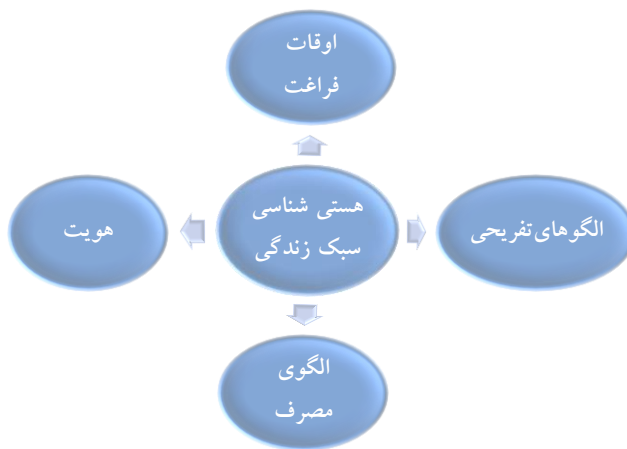 اوقات
فراغت
هستی شناسی
سبک زندگی
الگوهای تفریحی
هویت
الگوی
مصرف